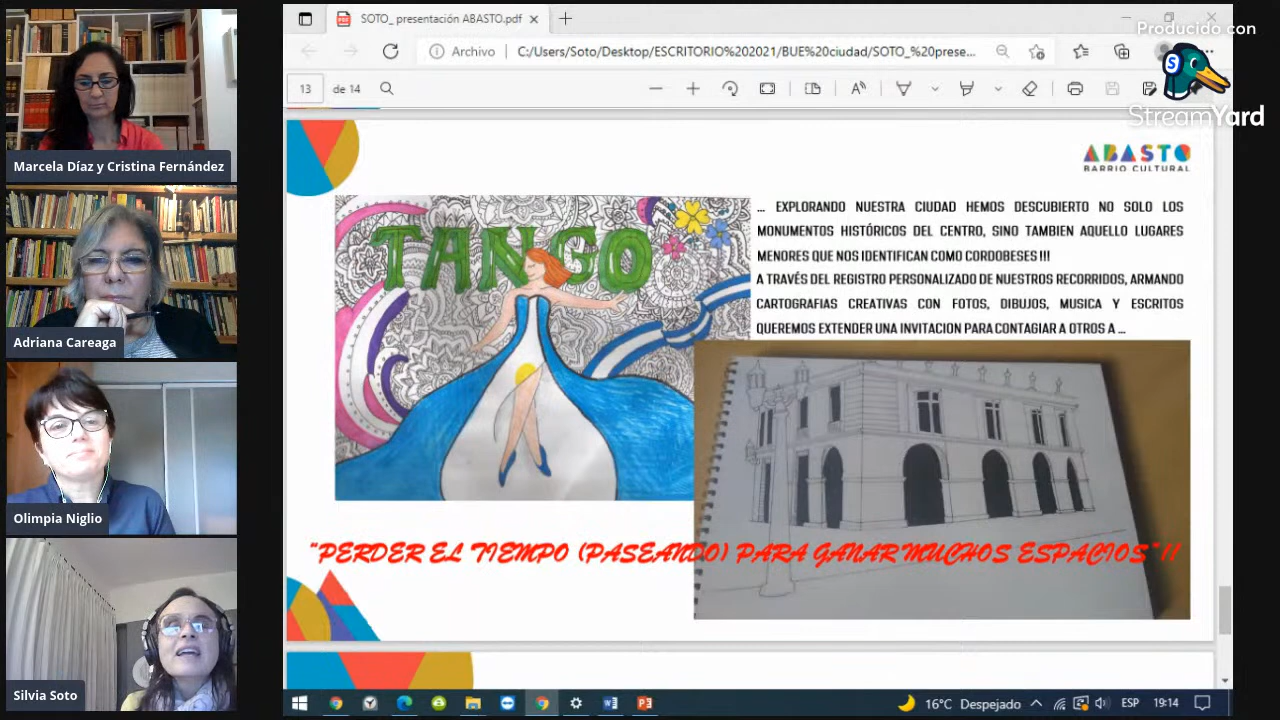 SOTO_ presentación ABASTO.pdf
Archivo
C:/Users/Soto/Desktop/ESCRITORIO%202021/BUE%20ciudad/SOTO_%20prese...
Producido con
StreamYard
13
de 14
ABASTO
BARRIO CULTURAL
TANGO
... EXPLORANDO NUESTRA CIUDAD HEMOS DESCUBIERTO NO SOLO LOS
MONUMENTOS HISTÓRICOS DEL CENTRO, SINO TAMBIEN AQUELLO LUGARES
MENORES QUE NOS IDENTIFICAN COMO CORDOBESES !!!
A TRAVÉS DEL REGISTRO PERSONALIZADO DE NUESTROS RECORRIDOS, ARMANDO
CARTOGRAFIAS CREATIVAS CON FOTOS, DIBUJOS, MUSICA Y ESCRITOS
QUEREMOS EXTENDER UNA INVITACION PARA CONTAGIAR A OTROS A ...
"PERDER EL TIEMPO (PASEANDO) PARA GANAR MUCHOS ESPACIOS"!!
Marcela Díaz y Cristina Fernández
Adriana Careaga
Olimpia Niglio
Silvia Soto
16°C Despejado
ESP
19:14